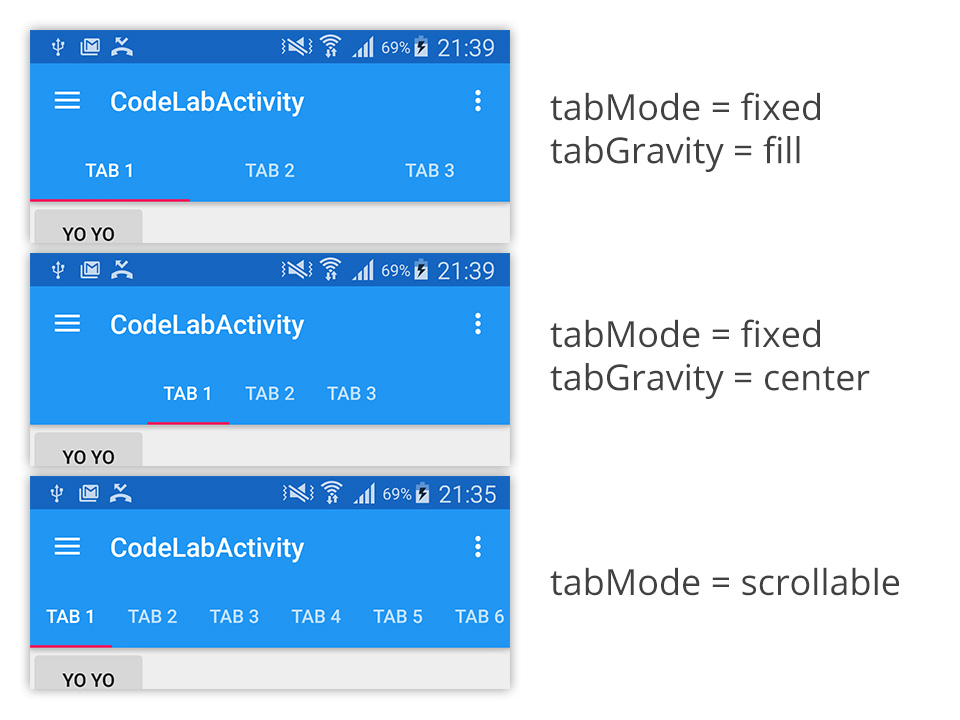 69% 21:39
CodeLabActivity
TAB 1 TAB 2 TAB 3
YO YO
tabMode = fixed
tabGravity = fill
69% 21:39
CodeLabActivity
TAB 1 TAB 2 TAB 3
YO YO
tabMode = fixed
tabGravity = center
69% 21:35
CodeLabActivity
TAB 1 TAB 2 TAB 3 TAB 4 TAB 5 TAB 6
YO YO
tabMode = scrollable